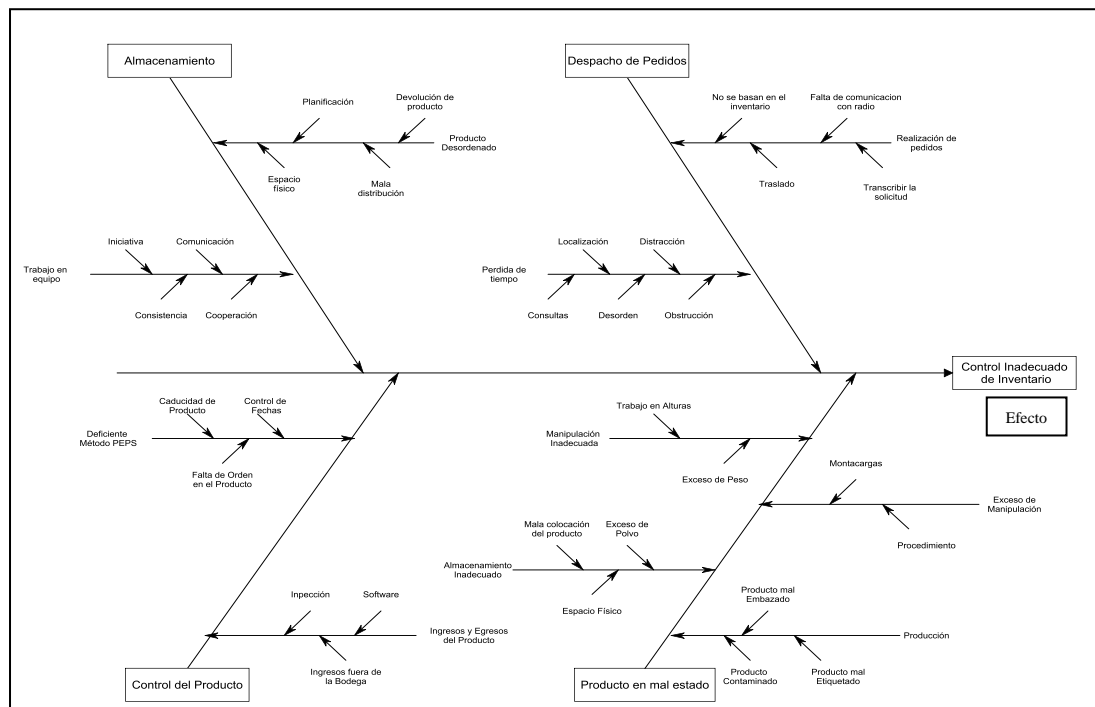 Almacenamiento
Despacho de Pedidos
Planificación
Devolución de
producto
Producto
Desordenado
Espacio
físico
Mala
distribución
No se basan en el
inventario
Falta de comunicacion
con radio
Realización de
pedidos
Traslado
Transcribir la
solicitud
Iniciativa
Comunicación
Trabajo en
equipo
Consistencia
Cooperación
Localización
Distracción
Perdida de
tiempo
Consultas
Desorden
Obstrucción
Control Inadecuado
de Inventario
Efecto
Caducidad de
Producto
Control de
Fechas
Deficiente
Método PEPS
Falta de Orden
en el Producto
Trabajo en Alturas
Manipulación
Inadecuada
Exceso de Peso
Montacargas
Exceso de
Manipulación
Procedimiento
Mala colocación
del producto
Exceso de
Polvo
Almacenamiento
Inadecuado
Espacio Físico
Inpección
Software
Ingresos y Egresos
del Producto
Ingresos fuera de
la Bodega
Producto mal
Embazado
Producción
Producto
Contaminado
Producto mal
Etiquetado
Control del Producto
Producto en mal estado